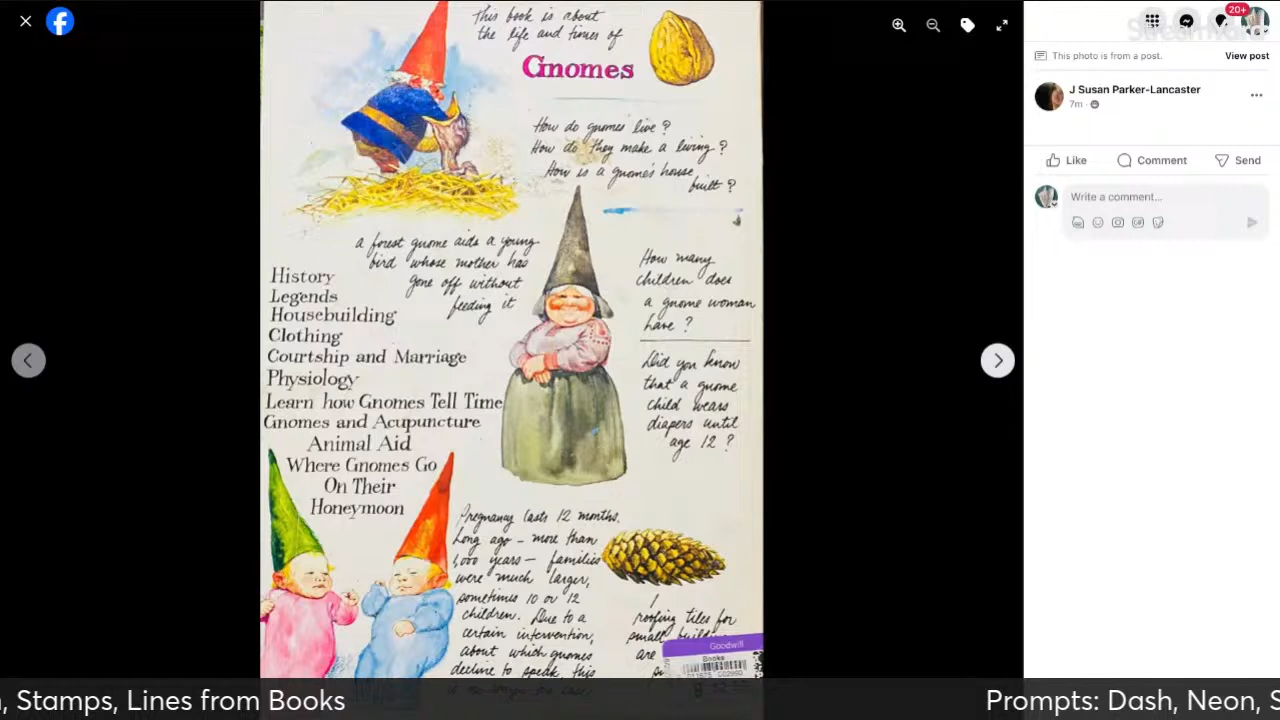 This book is about
the life and times of
Gnomes
How do gnomes live?
How do they make a living?
How is a gnome's house
built?
a forest gnome aids a young
bird whose mother has
gone off without
feeding it
History
Legends
Housebuilding
Clothing
Courtship and Marriage
Physiology
Learn how Gnomes Tell Time
Gnomes and Acupuncture
Animal Aid
Where Gnomes Go
On Their
Honeymoon
How many
children does
a gnome woman
have?
Did you know
that a gnome
child wears
diapers until
age 12?
Pregnancy lasts 12 months.
Long ago - more than
1,000 years - families
were much larger,
sometimes 10 or 12
children. Due to a
certain intervention,
about which gnomes
decline to speak, this
roofing tiles for
small
are
Goodwill
Books
20+
This photo is from a post.
View post
J Susan Parker-Lancaster
7m
Like
Comment
Send
Write a comment...
, Stamps, Lines from Books
Prompts: Dash, Neon, S